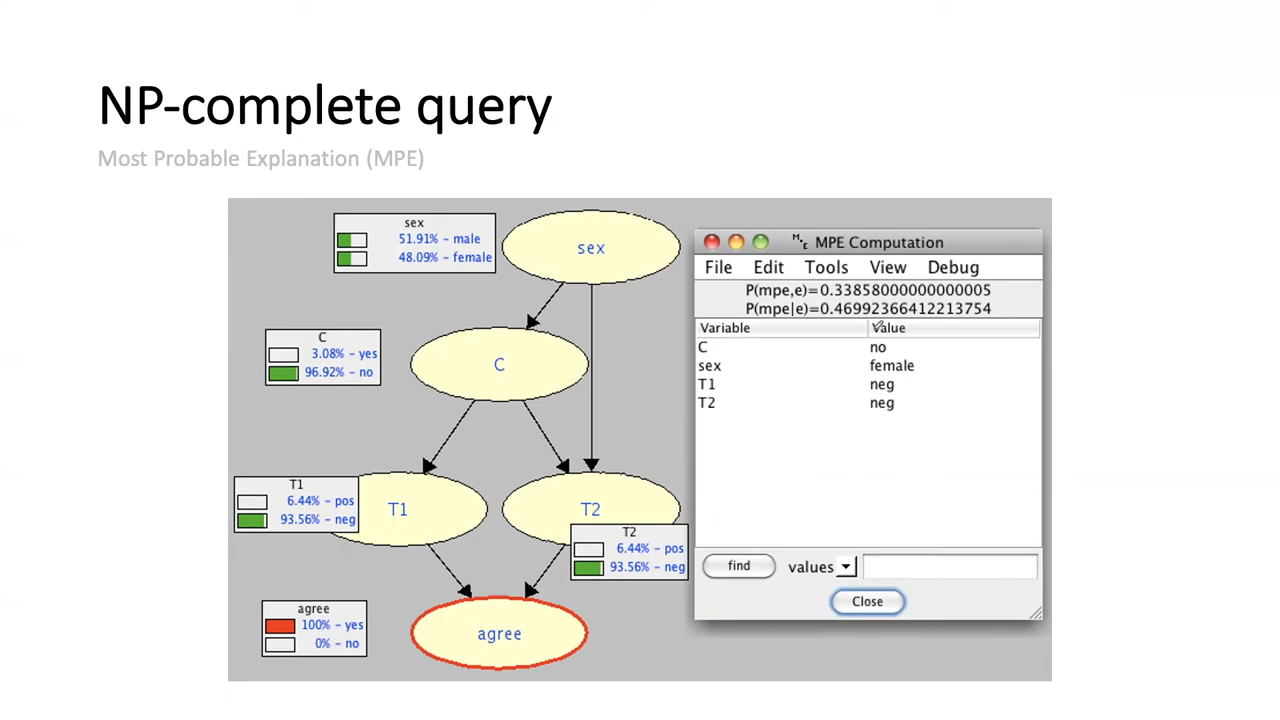 NP-complete query
Most Probable Explanation (MPE)
sex
51.91% - male
48.09% - female
sex
C
3.08% - yes
96.92% - no
C
T1
6.44% - pos
93.56% - neg
T1
T2
T2
6.44% - pos
93.56% - neg
agree
100% - yes
0% - no
agree
MPE Computation
File Edit Tools View Debug
P(mpe,e)=0.33858000000000005
P(mpe|e)=0.46992366412213754
Variable Value
C no
sex female
T1 neg
T2 neg
find values
Close